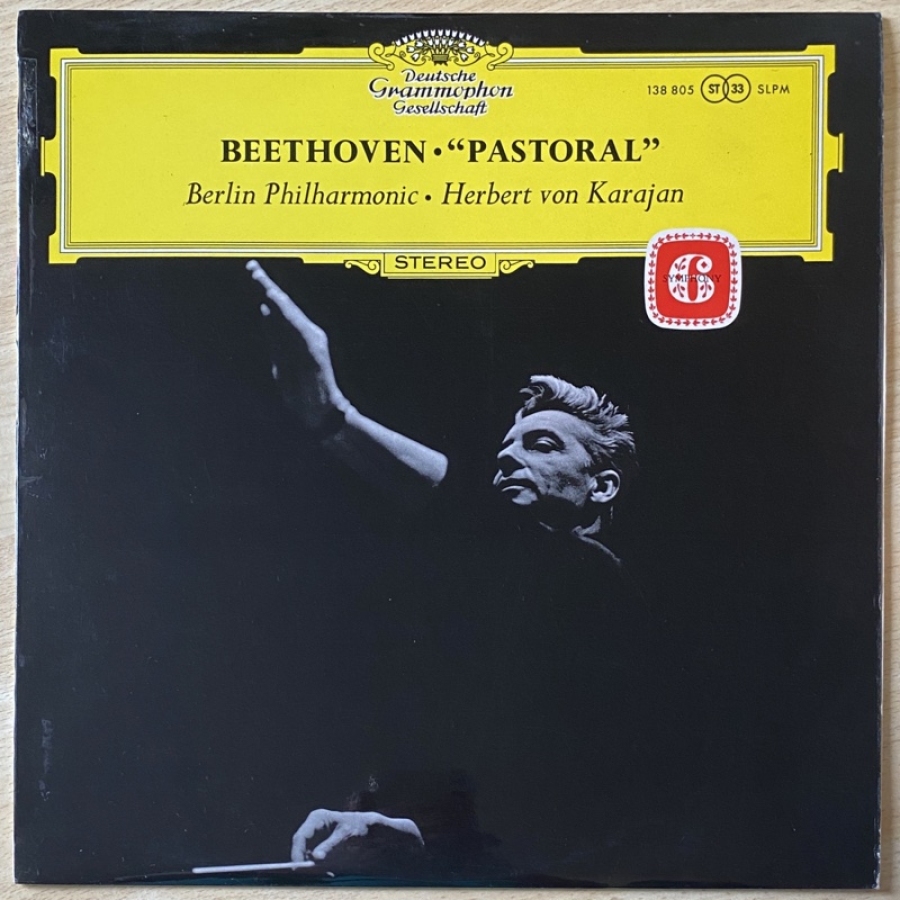 Deutsche
Grammophon
Gesellschaft
138 805 ST 33 SLPM
BEETHOVEN • “PASTORAL”
Berlin Philharmonic • Herbert von Karajan
STEREO
6
SYMPHONY